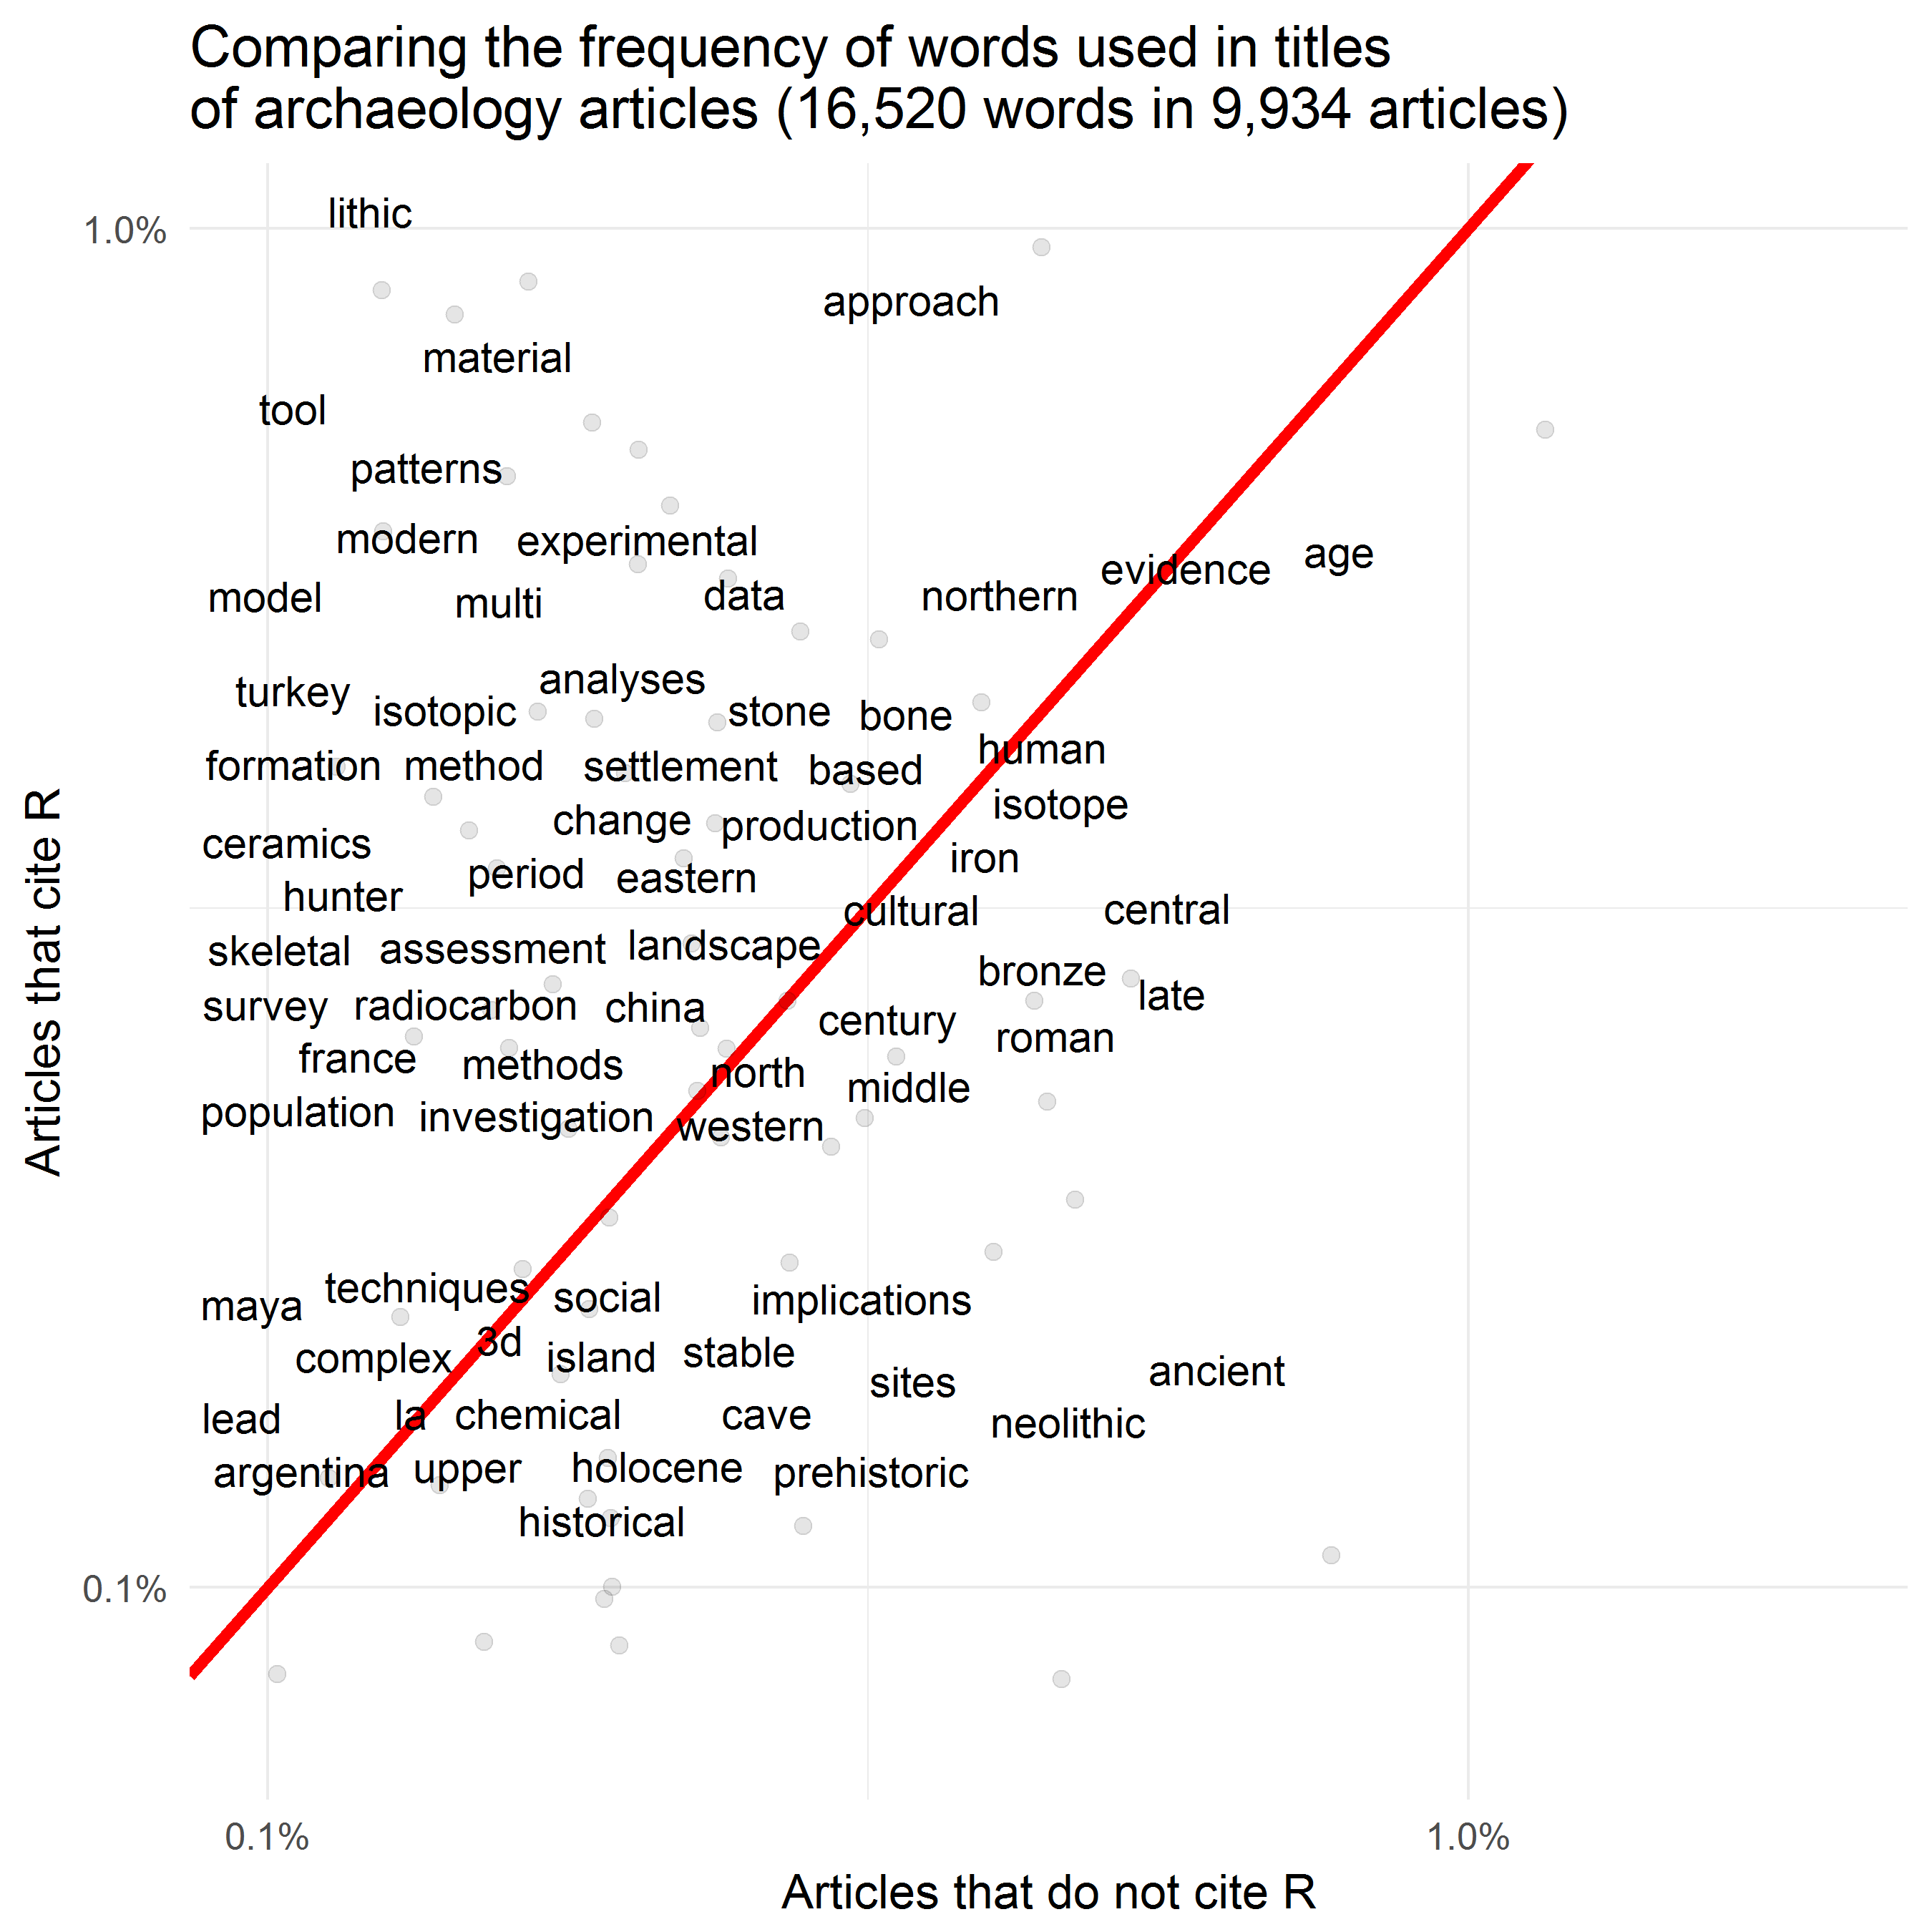 Comparing the frequency of words used in titles
of archaeology articles (16,520 words in 9,934 articles)
lithic
1.0%
approach
material
tool
patterns
modern
experimental
age
evidence
model
multi
data
northern
turkey
isotopic
analyses
stone
bone
human
formation
method
settlement
based
isotope
change
production
ceramics
iron
period
eastern
hunter
cultural
central
skeletal
assessment
landscape
bronze
late
survey
radiocarbon
china
century
roman
france
methods
north
middle
population
investigation
western
maya
techniques
social
implications
complex
3d
island
stable
ancient
sites
lead
la
chemical
cave
neolithic
argentina
upper
holocene
prehistoric
historical
0.1%
Articles that cite R
0.1%
1.0%
Articles that do not cite R